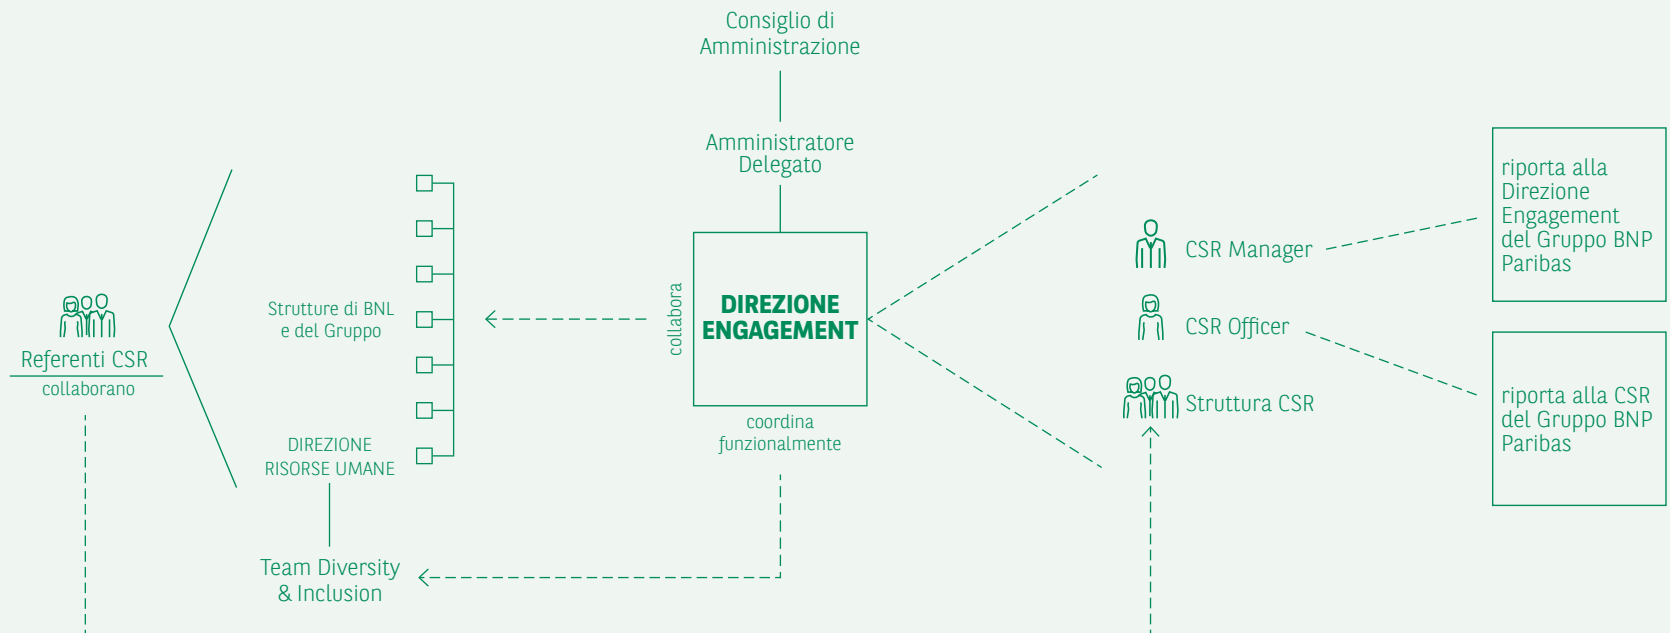 Consiglio di
Amministrazione
Amministratore
Delegato
riporta alla
Direzione
Engagement
del Gruppo BNP
Paribas
CSR Manager
Strutture di BNL
e del Gruppo
collabora
DIREZIONE
ENGAGEMENT
CSR Officer
Referenti CSR
collaborano
riporta alla CSR
del Gruppo BNP
Paribas
Struttura CSR
coordina
funzionalmente
DIREZIONE
RISORSE UMANE
Team Diversity
& Inclusion